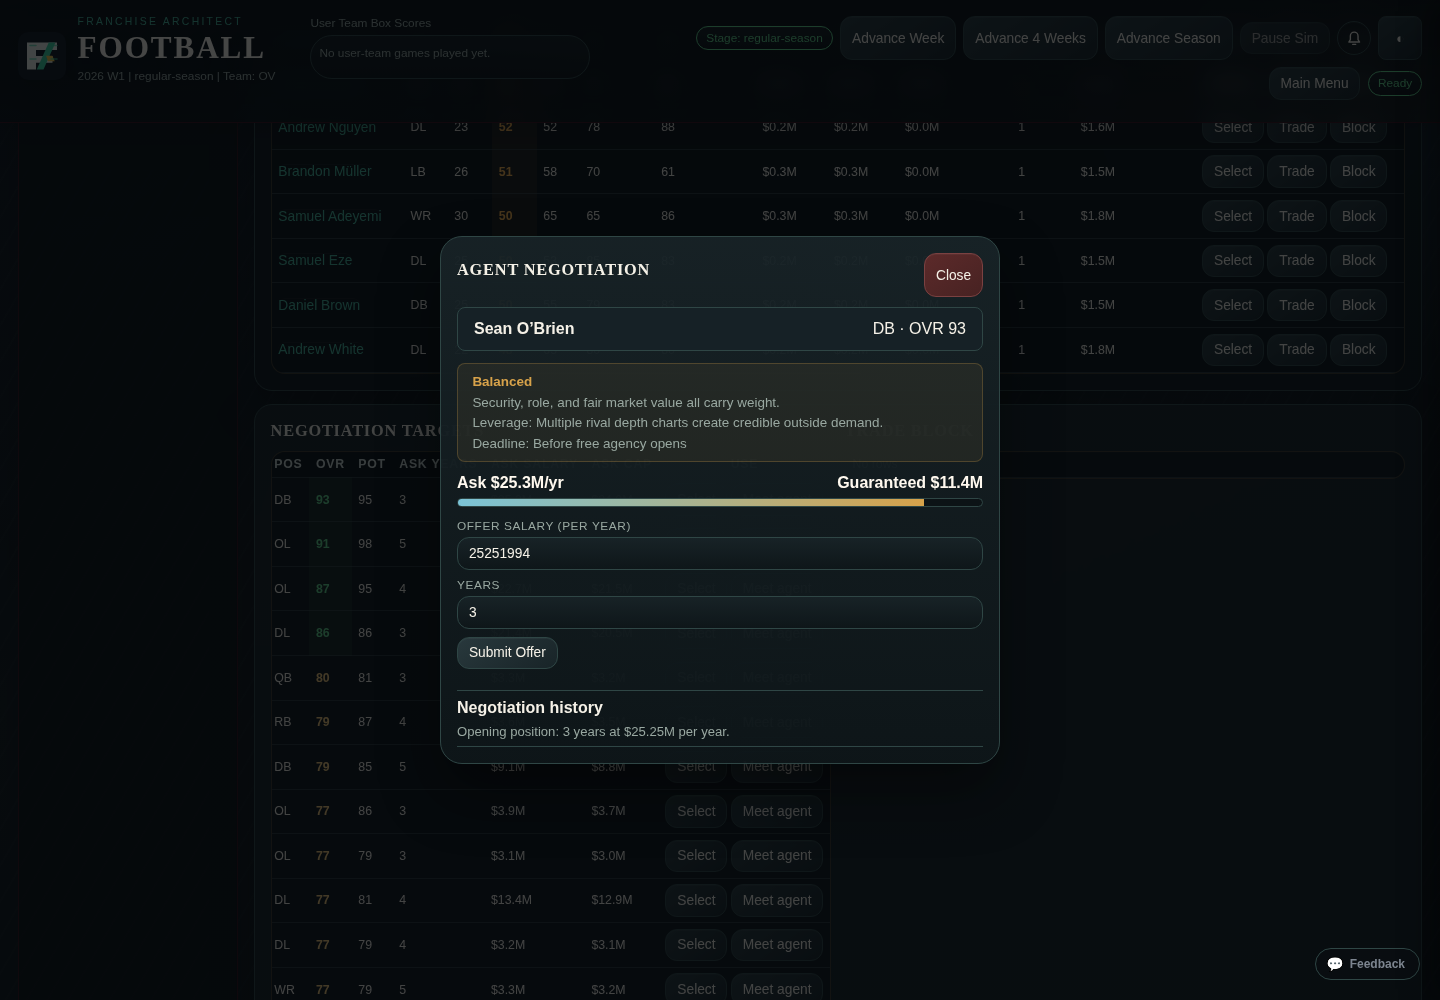 FRANCHISE ARCHITECT
FOOTBALL
2026 W1 | regular-season | Team: OV
User Team Box Scores
No user-team games played yet.
Stage: regular-season
Advance Week
Advance 4 Weeks
Advance Season
Pause Sim
Main Menu
Ready
Andrew Nguyen DL 23 52 52 78 88 $0.2M $0.2M $0.0M 1 $1.6M Select Trade Block
Brandon Müller LB 26 51 58 70 61 $0.3M $0.3M $0.0M 1 $1.5M Select Trade Block
Samuel Adeyemi WR 30 50 65 65 86 $0.3M $0.3M $0.0M 1 $1.8M Select Trade Block
Samuel Eze DL 1 $1.5M Select Trade Block
Daniel Brown DB 1 $1.5M Select Trade Block
Andrew White DL 1 $1.8M Select Trade Block
AGENT NEGOTIATION
Close
Sean O’Brien DB · OVR 93
Balanced
Security, role, and fair market value all carry weight.
Leverage: Multiple rival depth charts create credible outside demand.
Deadline: Before free agency opens
Ask $25.3M/yr Guaranteed $11.4M
OFFER SALARY (PER YEAR)
25251994
YEARS
3
Submit Offer
Negotiation history
Opening position: 3 years at $25.25M per year.
NEGOTIATION
POS OVR POT ASK
DB 93 95 3
OL 91 98 5
OL 87 95 4
DL 86 86 3
QB 80 81 3
RB 79 87 4
DB 79 85 5 $9.1M $8.8M Select Meet agent
OL 77 86 3 $3.9M $3.7M Select Meet agent
OL 77 79 3 $3.1M $3.0M Select Meet agent
DL 77 81 4 $13.4M $12.9M Select Meet agent
DL 77 79 4 $3.2M $3.1M Select Meet agent
WR 77 79 5 $3.3M $3.2M Select Meet agent
Feedback